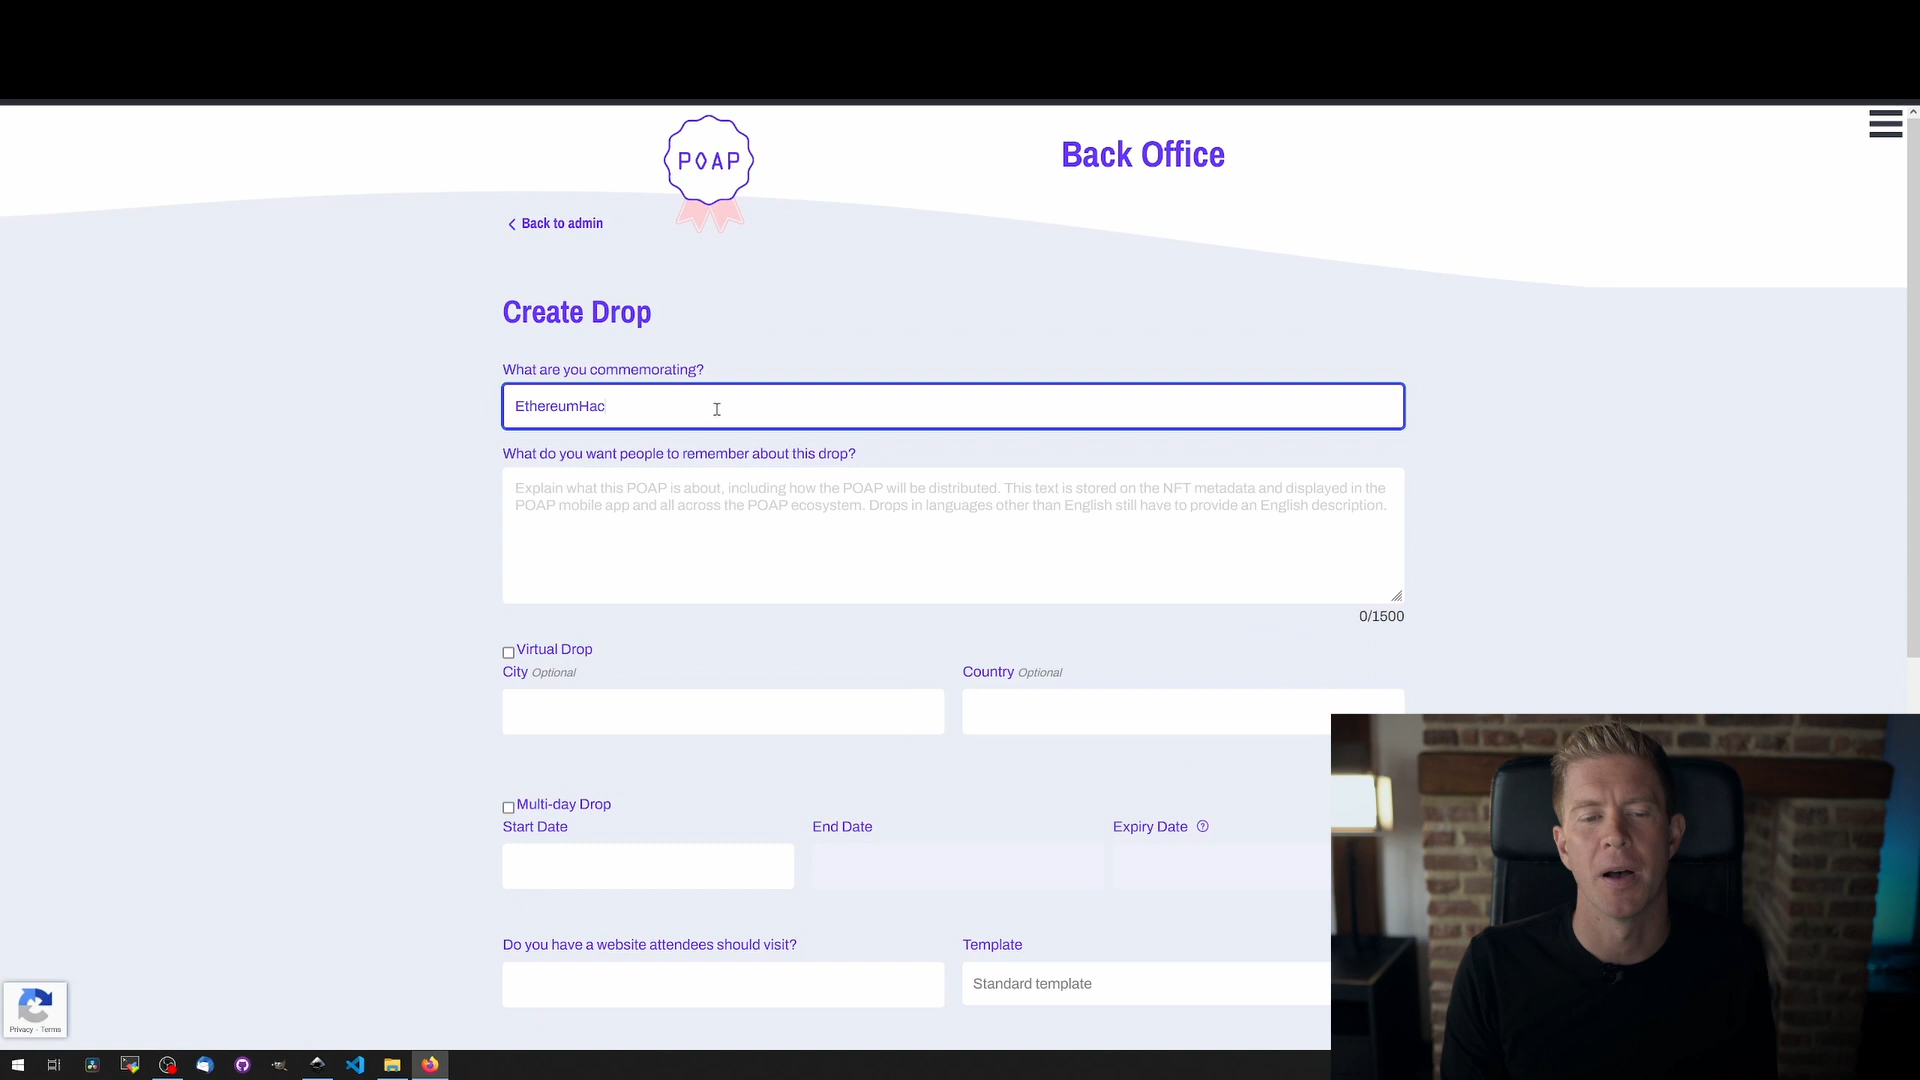 POAP
Back Office
Back to admin
Create Drop
What are you commemorating?
EthereumHac
What do you want people to remember about this drop?
Explain what this POAP is about, including how the POAP will be distributed. This text is stored on the NFT metadata and displayed in the
POAP mobile app and all across the POAP ecosystem. Drops in languages other than English still have to provide an English description.
0/1500
Virtual Drop
City Optional
Country Optional
Multi-day Drop
Start Date
End Date
Expiry Date
Do you have a website attendees should visit?
Template
Standard template
Privacy - Terms